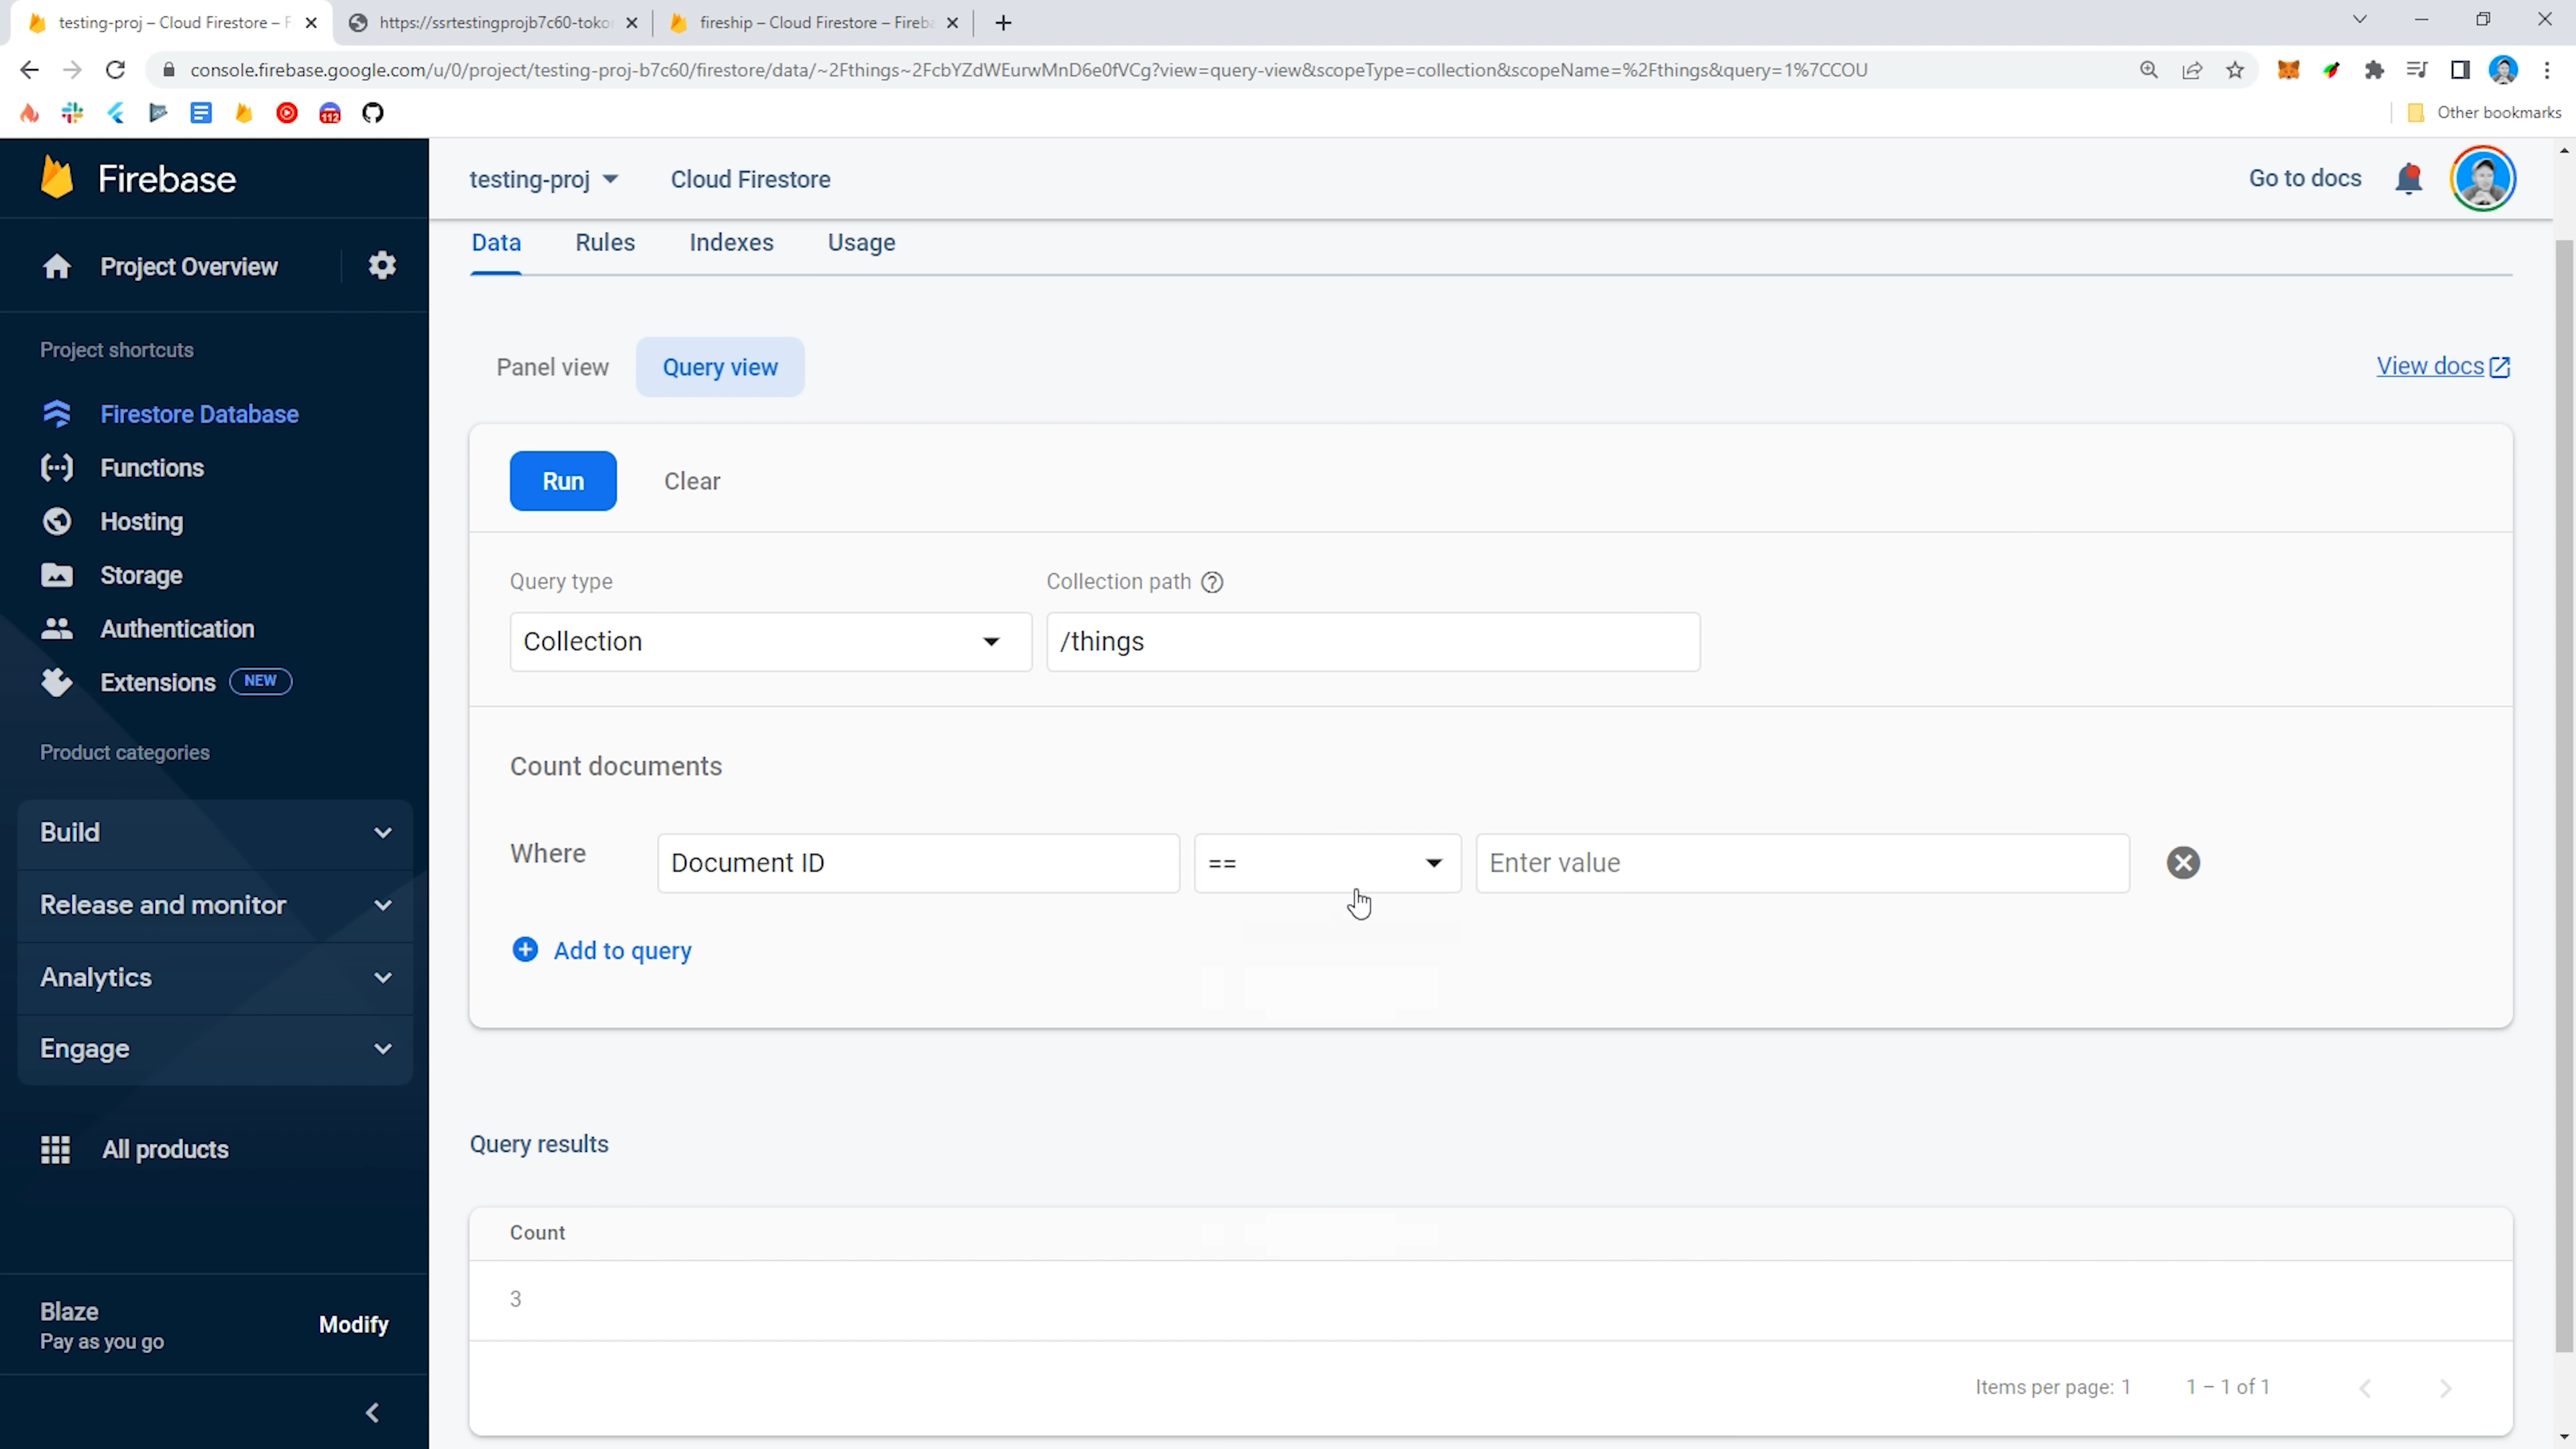 testing-proj – Cloud Firestore – F
https://ssrtestingprojb7c60-toko
fireship – Cloud Firestore – Fireb
console.firebase.google.com/u/0/project/testing-proj-b7c60/firestore/data/~2Fthings~2FcbYZdWEurwMnD6e0fVCg?view=query-view&scopeType=collection&scopeName=%2Fthings&query=1%7CCOU
112
Other bookmarks
Firebase
testing-proj
Cloud Firestore
Go to docs
Project Overview
Data
Rules
Indexes
Usage
Project shortcuts
Firestore Database
Functions
Hosting
Storage
Authentication
Extensions
NEW
Product categories
Build
Release and monitor
Analytics
Engage
All products
Blaze
Pay as you go
Modify
Panel view
Query view
View docs
Run
Clear
Query type
Collection path
Collection
/things
Count documents
Where
Document ID
==
Enter value
Add to query
Query results
Count
3
Items per page: 1
1 – 1 of 1